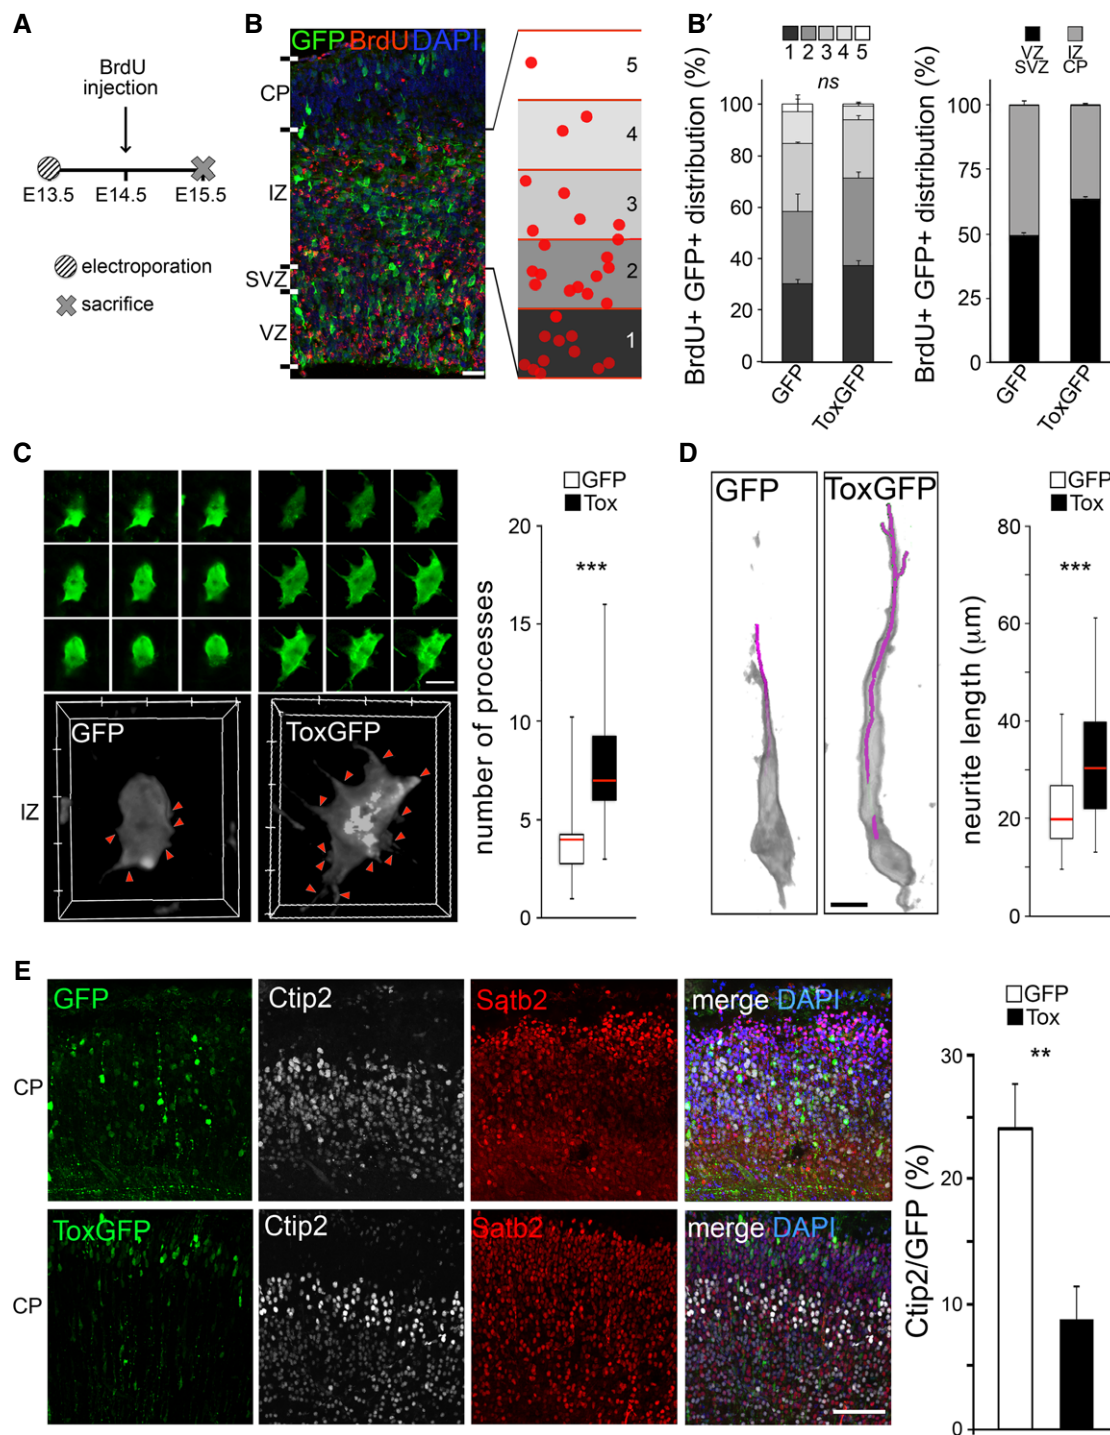 A
BrdU
injection
E13.5
E14.5
E15.5
electroporation
sacrifice
B
GFP BrdU DAPI
CP
IZ
SVZ
VZ
5
4
3
2
1
B′
1 2 3 4 5
ns
BrdU+ GFP+ distribution (%)
100
80
60
40
20
0
GFP
ToxGFP
VZ IZ
SVZ CP
BrdU+ GFP+ distribution (%)
100
75
50
25
0
GFP
ToxGFP
C
IZ
GFP
ToxGFP
GFP
Tox
***
number of processes
20
15
10
5
0
D
GFP
ToxGFP
GFP
Tox
***
neurite length (μm)
80
60
40
20
0
E
CP
GFP
Ctip2
Satb2
merge DAPI
CP
ToxGFP
Ctip2
Satb2
merge DAPI
GFP
Tox
**
Ctip2/GFP (%)
30
20
10
0